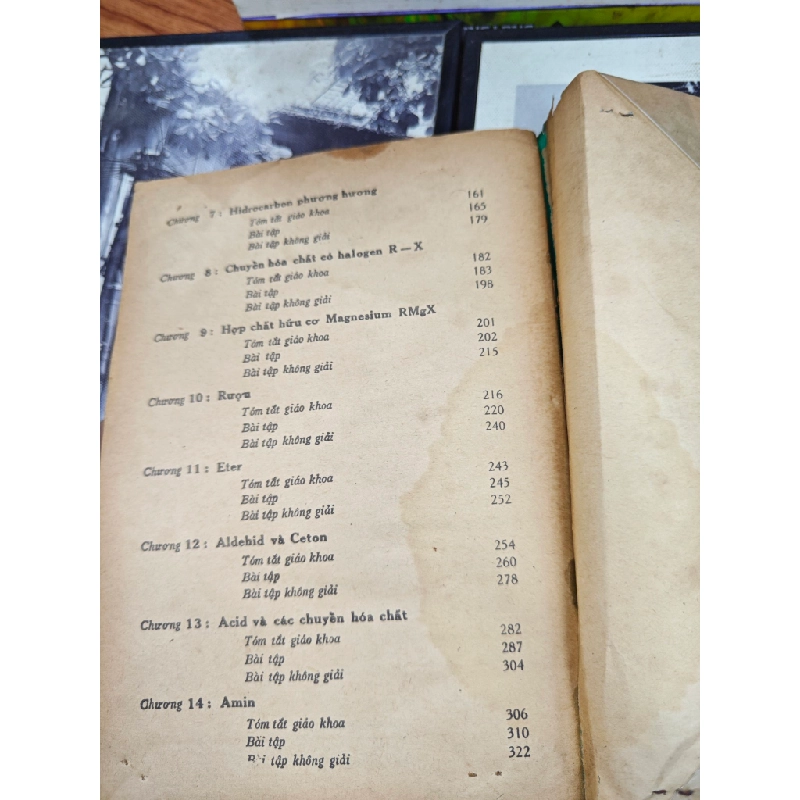 Chương 7 : Hidrocarbon phương hương
Tóm tắt giáo khoa 161
Bài tập 165
Bài tập không giải 179
Chương 8 : Chuyển hóa chất có halogen R — X
Tóm tắt giáo khoa 182
Bài tập 183
Bài tập không giải 198
Chương 9 : Hợp chất hữu cơ Magnesium RMgX
Tóm tắt giáo khoa 201
Bài tập 202
Bài tập không giải 215
Chương 10 : Rượu
Tóm tắt giáo khoa 216
Bài tập 220
Bài tập không giải 240
Chương 11 : Eter
Tóm tắt giáo khoa 243
Bài tập 245
Bài tập không giải 252
Chương 12 : Aldehid và Ceton
Tóm tắt giáo khoa 254
Bài tập 260
Bài tập không giải 278
Chương 13 : Acid và các chuyển hóa chất
Tóm tắt giáo khoa 282
Bài tập 287
Bài tập không giải 304
Chương 14 : Amin
Tóm tắt giáo khoa 306
Bài tập 310
Bài tập không giải 322